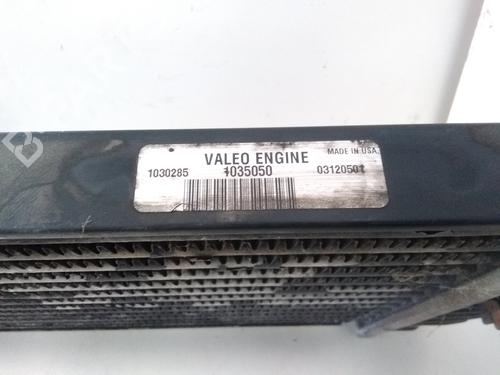 VALEO ENGINE MADE IN USA
1030285 1035050 03120501